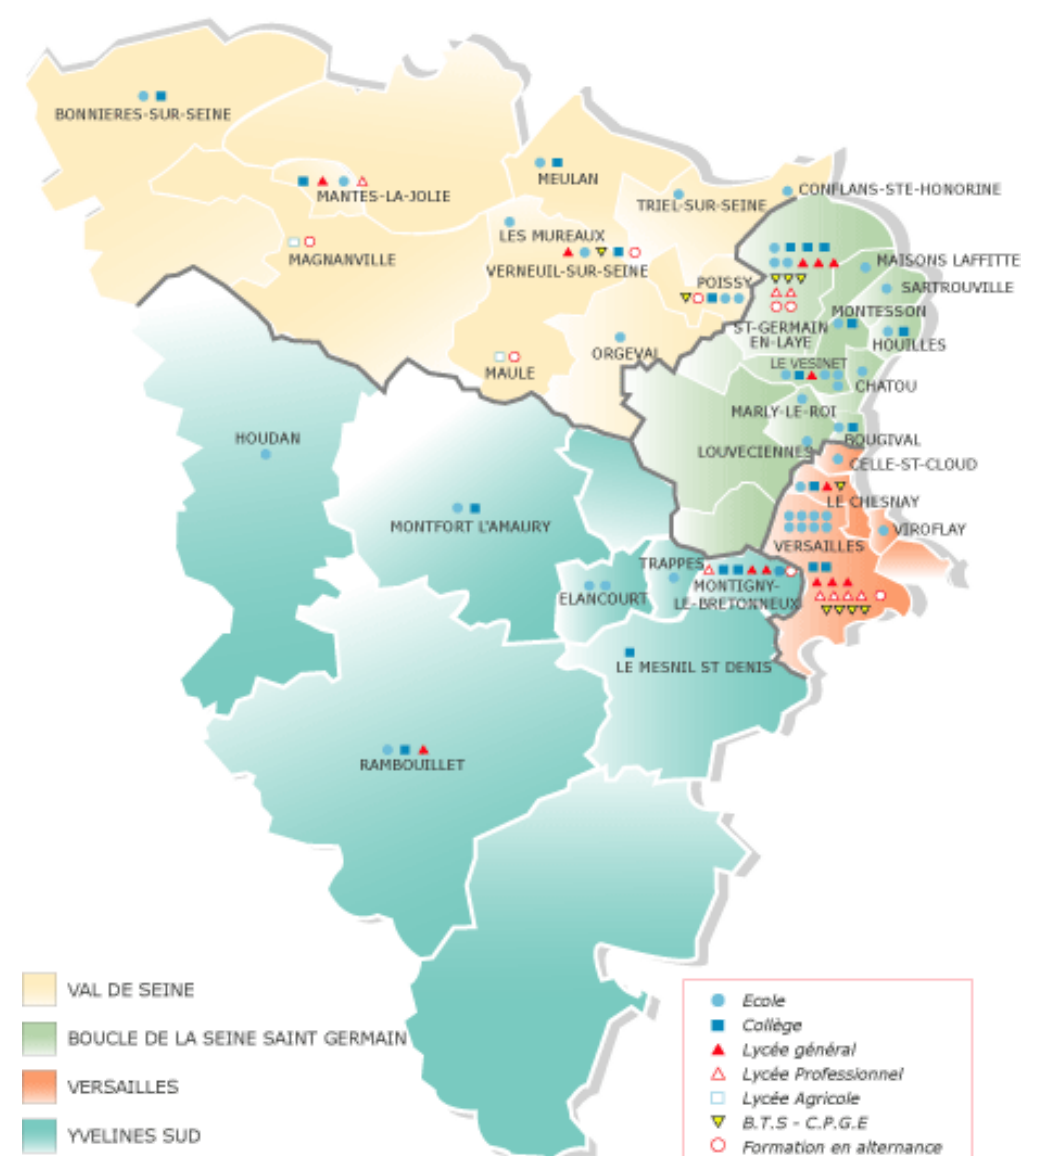 BONNIERES-SUR-SEINE
MANTES-LA-JOLIE
MEULAN
TRIEL-SUR-SEINE
CONFLANS-STE-HONORINE
MAGNANVILLE
LES MUREAUX
VERNEUIL-SUR-SEINE
POISSY
MAISONS LAFFITTE
SARTROUVILLE
MONTESSON
ST-GERMAIN
EN-LAYE
HOUILLES
ORGEVAL
MAULE
LE VESINET
CHATOU
MARLY-LE-ROI
HOUDAN
BOUGIVAL
LOUVECIENNES
CELLE-ST-CLOUD
LE CHESNAY
MONTFORT L'AMAURY
VIROFLAY
VERSAILLES
TRAPPES
MONTIGNY-
LE-BRETONNEUX
ELANCOURT
LE MESNIL ST DENIS
RAMBOUILLET
VAL DE SEINE
BOUCLE DE LA SEINE SAINT GERMAIN
VERSAILLES
YVELINES SUD
Ecole
Collège
Lycée général
Lycée Professionnel
Lycée Agricole
B.T.S - C.P.G.E
Formation en alternance